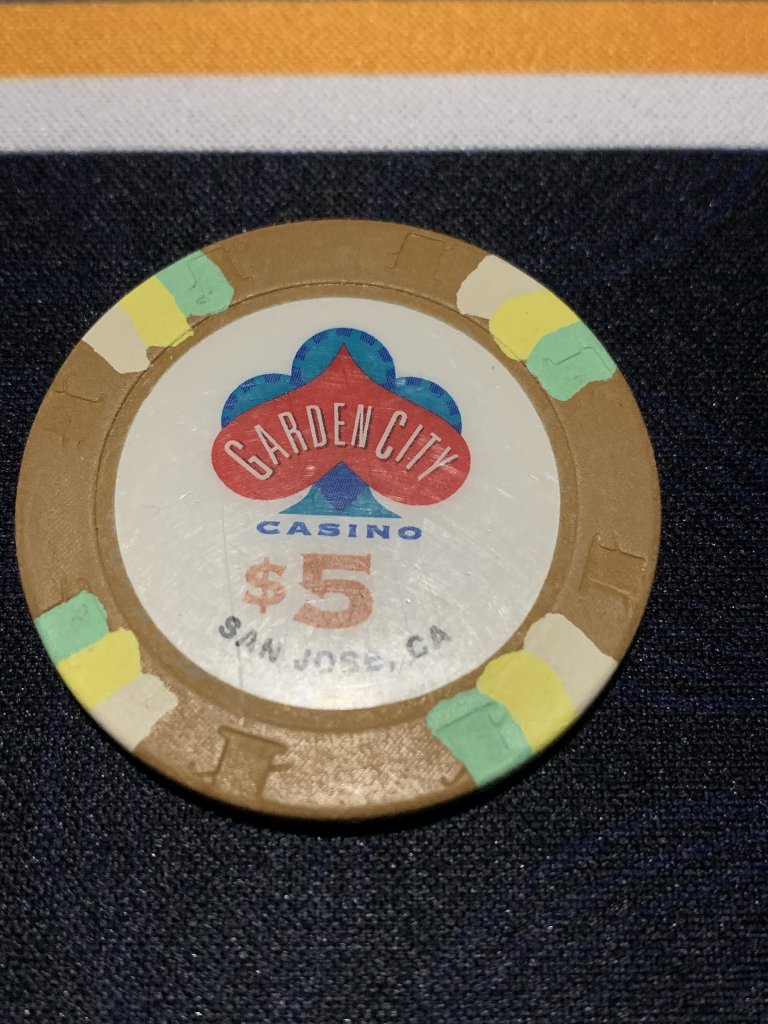 GARDEN CITY
CASINO
$5
SAN JOSE, CA